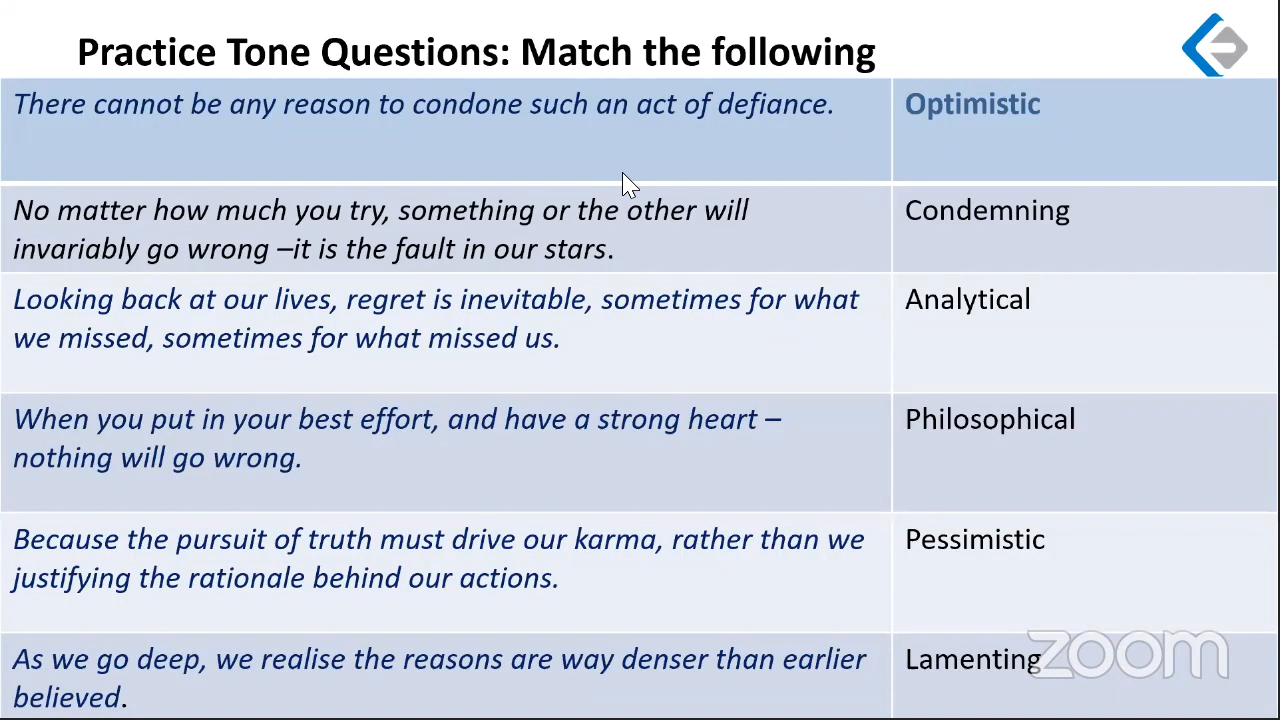 Practice Tone Questions: Match the following
There cannot be any reason to condone such an act of defiance.
Optimistic
No matter how much you try, something or the other will
invariably go wrong –it is the fault in our stars.
Condemning
Looking back at our lives, regret is inevitable, sometimes for what
we missed, sometimes for what missed us.
Analytical
When you put in your best effort, and have a strong heart –
nothing will go wrong.
Philosophical
Because the pursuit of truth must drive our karma, rather than we
justifying the rationale behind our actions.
Pessimistic
As we go deep, we realise the reasons are way denser than earlier
believed.
Lamenting
zoom